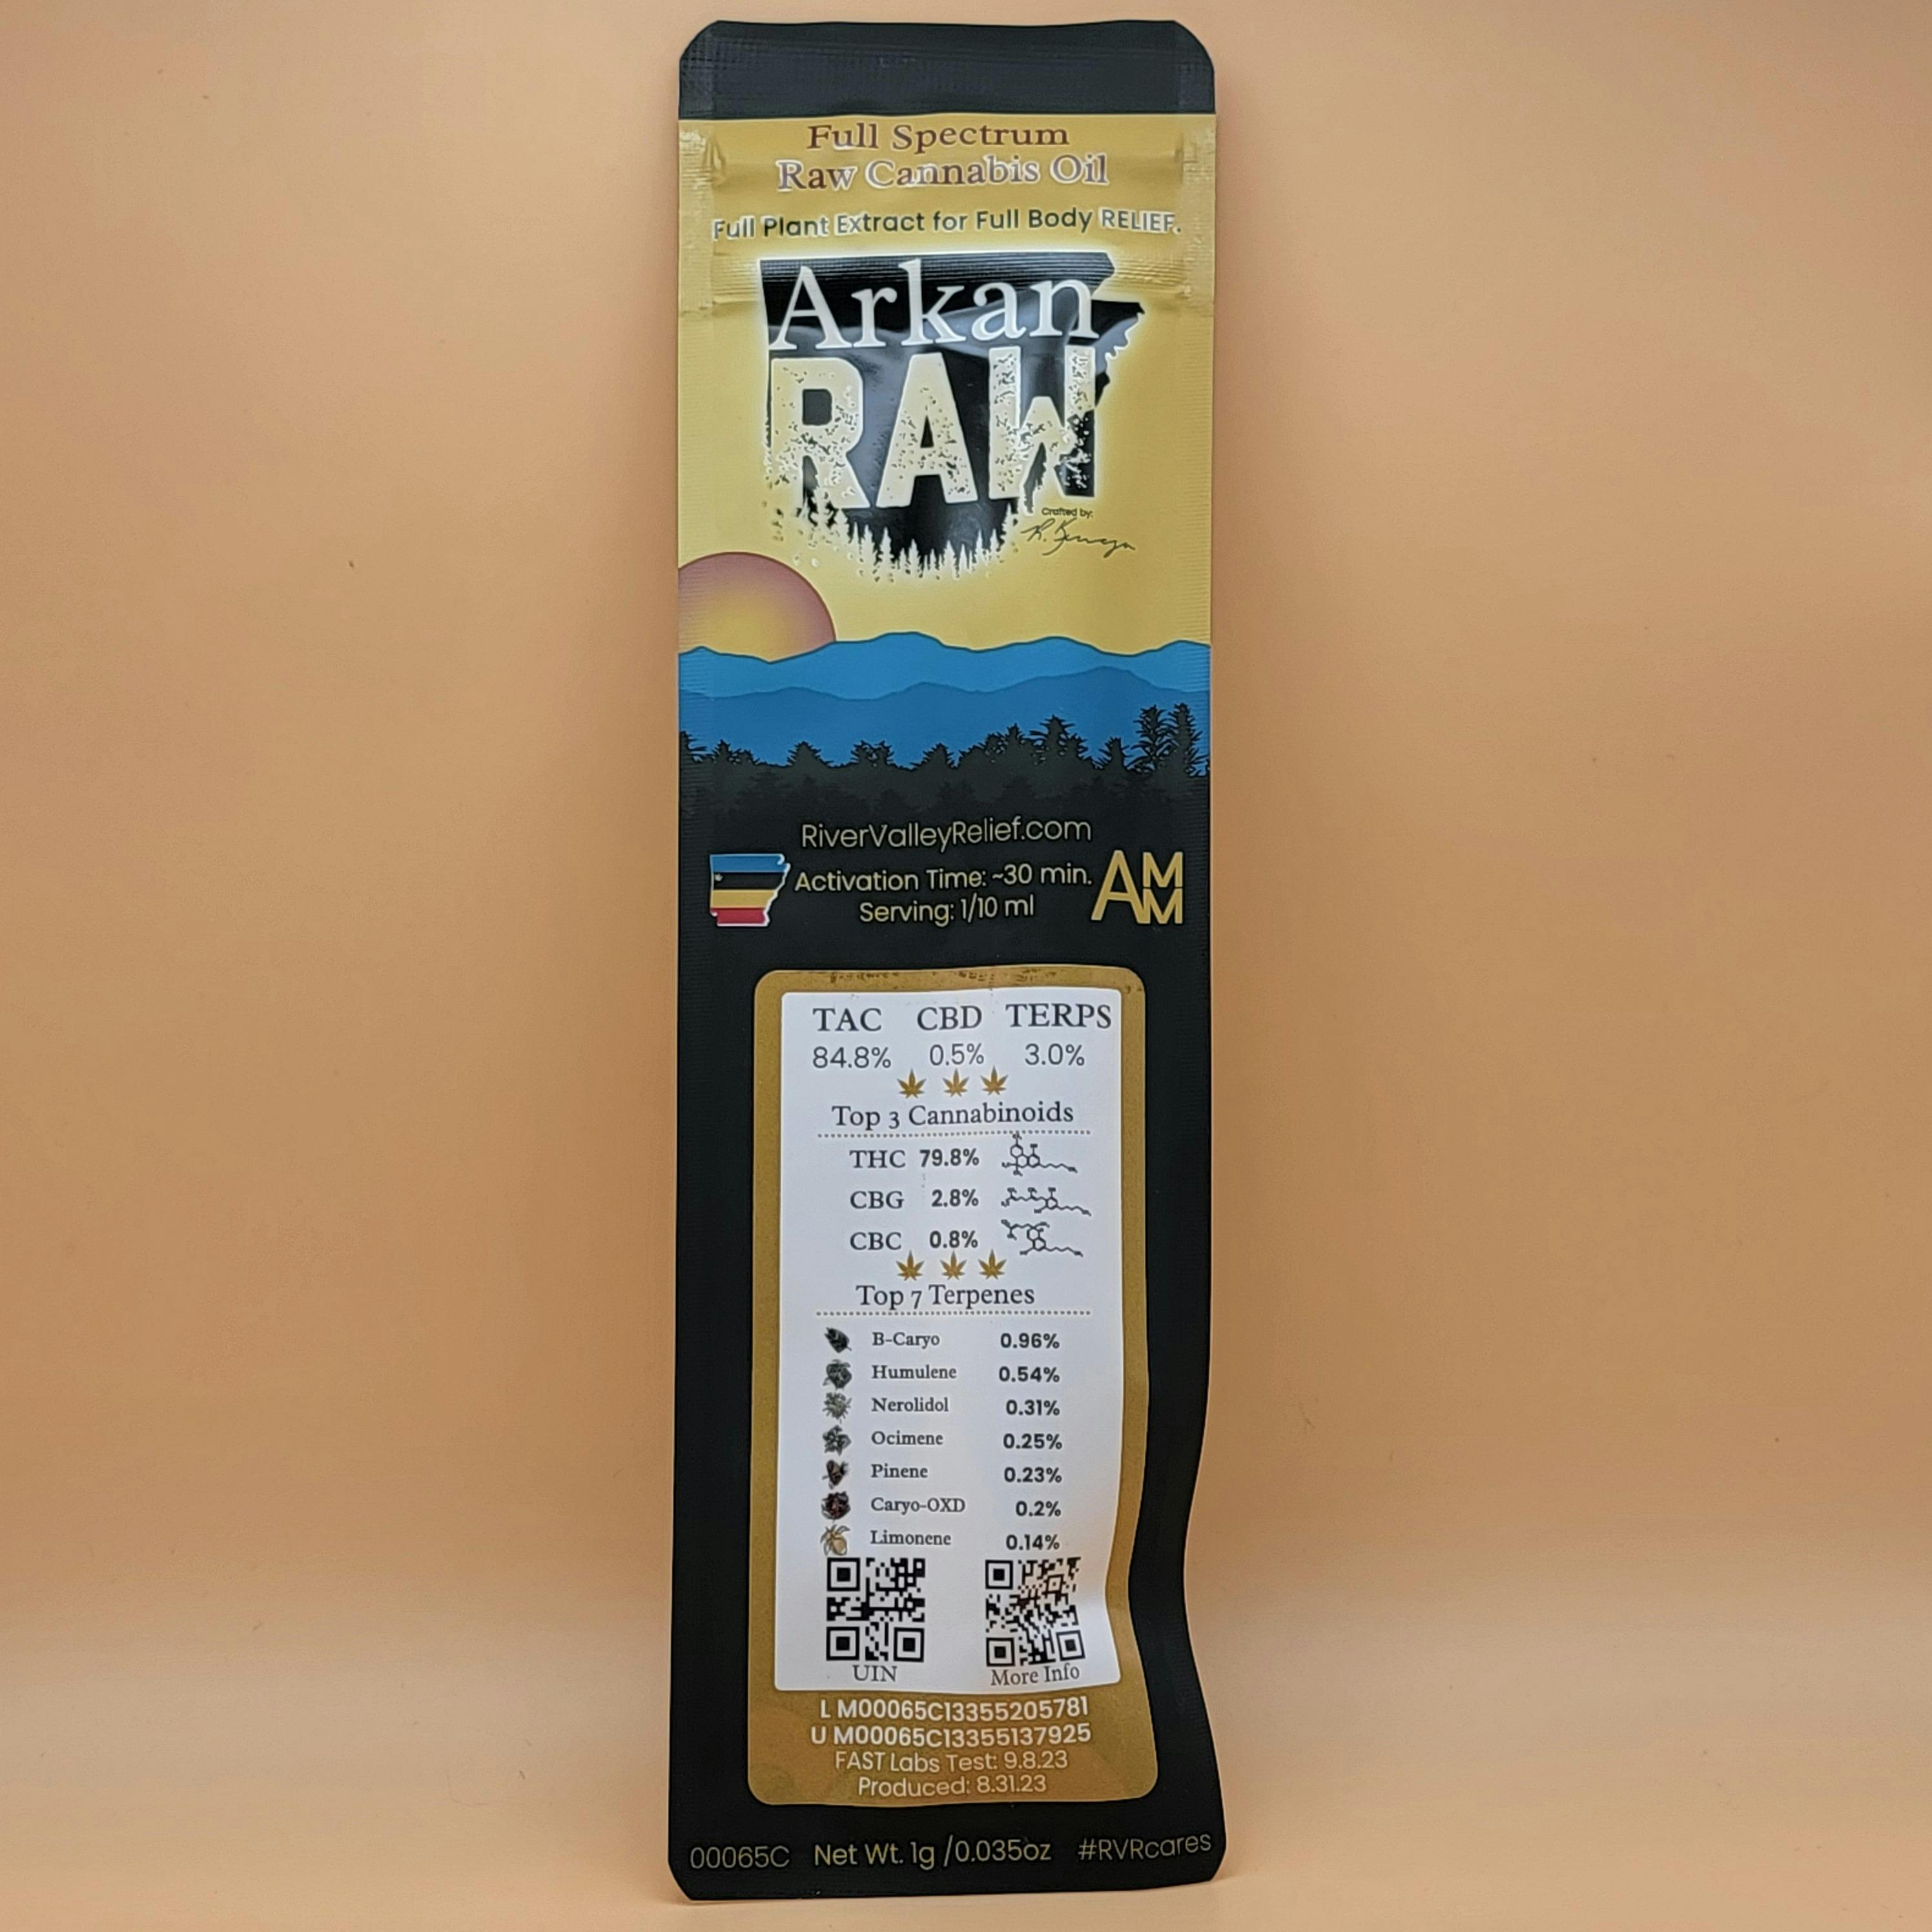 Full Spectrum
Raw Cannabis Oil
Full Plant Extract for Full Body RELIEF.
Arkan
RAW
Crafted by:
RiverValleyRelief.com
Activation Time: ~30 min.
Serving: 1/10 ml
AMM
TAC CBD TERPS
84.8% 0.5% 3.0%
Top 3 Cannabinoids
THC 79.8%
CBG 2.8%
CBC 0.8%
Top 7 Terpenes
B-Caryo 0.96%
Humulene 0.54%
Nerolidol 0.31%
Ocimene 0.25%
Pinene 0.23%
Caryo-OXD 0.2%
Limonene 0.14%
UIN More Info
L M00065C13355205781
U M00065C13355137925
FAST Labs Test: 9.8.23
Produced: 8.31.23
00065C Net Wt. 1g /0.035oz #RVRcares